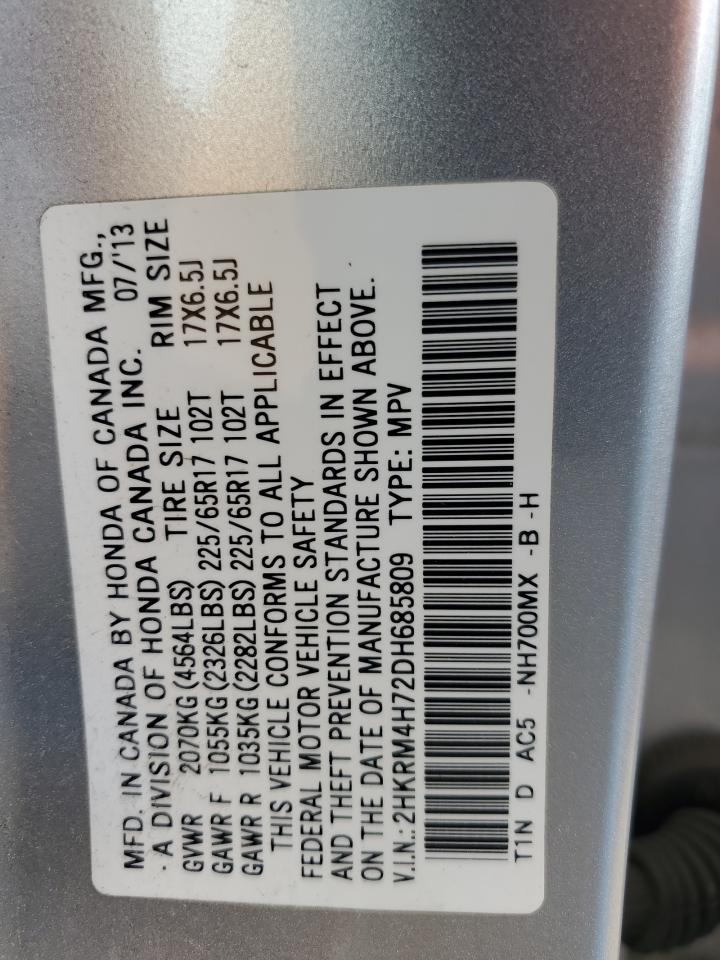 MFD. IN CANADA BY HONDA OF CANADA MFG.,
A DIVISION OF HONDA CANADA INC. 07/'13
GVWR 2070KG(4564LBS) TIRE SIZE RIM SIZE
GAWR F 1055KG(2326LBS) 225/65R17 102T 17X6.5J
GAWR R 1035KG(2282LBS) 225/65R17 102T 17X6.5J
THIS VEHICLE CONFORMS TO ALL APPLICABLE
FEDERAL MOTOR VEHICLE SAFETY
AND THEFT PREVENTION STANDARDS IN EFFECT
ON THE DATE OF MANUFACTURE SHOWN ABOVE.
V.I.N.: 2HKRM4H72DH685809 TYPE: MPV
T1N D AC5 -NH700MX -B -H